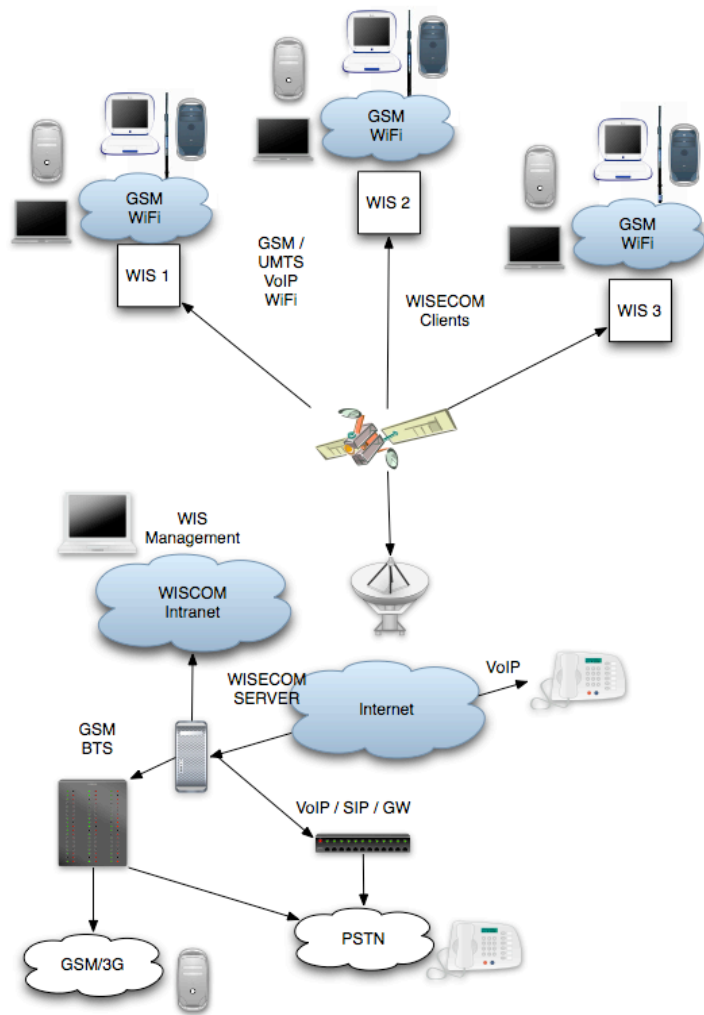 GSM
WiFi
WIS 2
GSM
WiFi
WIS 1
GSM
WiFi
WIS 3
GSM /
UMTS
VoIP
WiFi
WISECOM
Clients
WIS
Management
WISCOM
Intranet
WISECOM
SERVER
Internet
VoIP
GSM
BTS
VoIP / SIP / GW
GSM/3G
PSTN